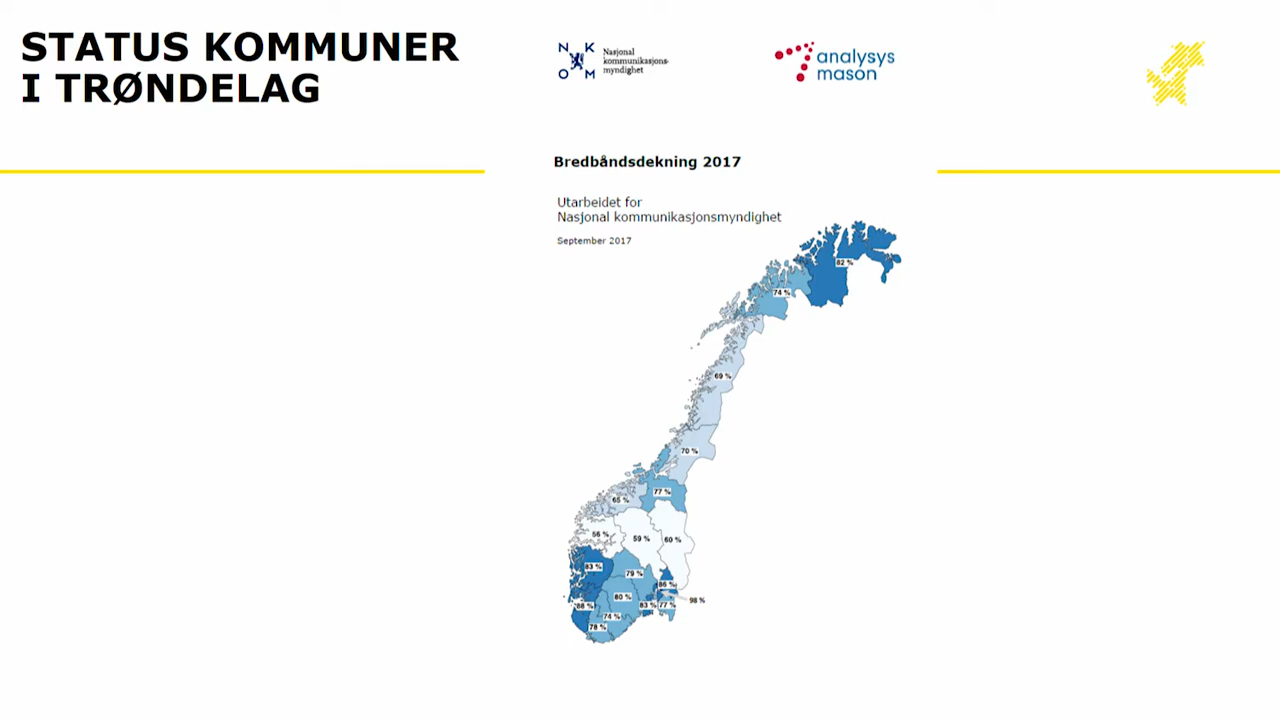 STATUS KOMMUNER
I TRØNDELAG
N K
O M
Nasjonal
kommunikasjons-
myndighet
analysys
mason
Bredbåndsdekning 2017
Utarbeidet for
Nasjonal kommunikasjonsmyndighet
September 2017
82 %
74 %
69 %
70 %
77 %
65 %
56 %
59 %
60 %
83 %
79 %
86 %
80 %
98 %
88 %
83 %
77 %
74 %
78 %